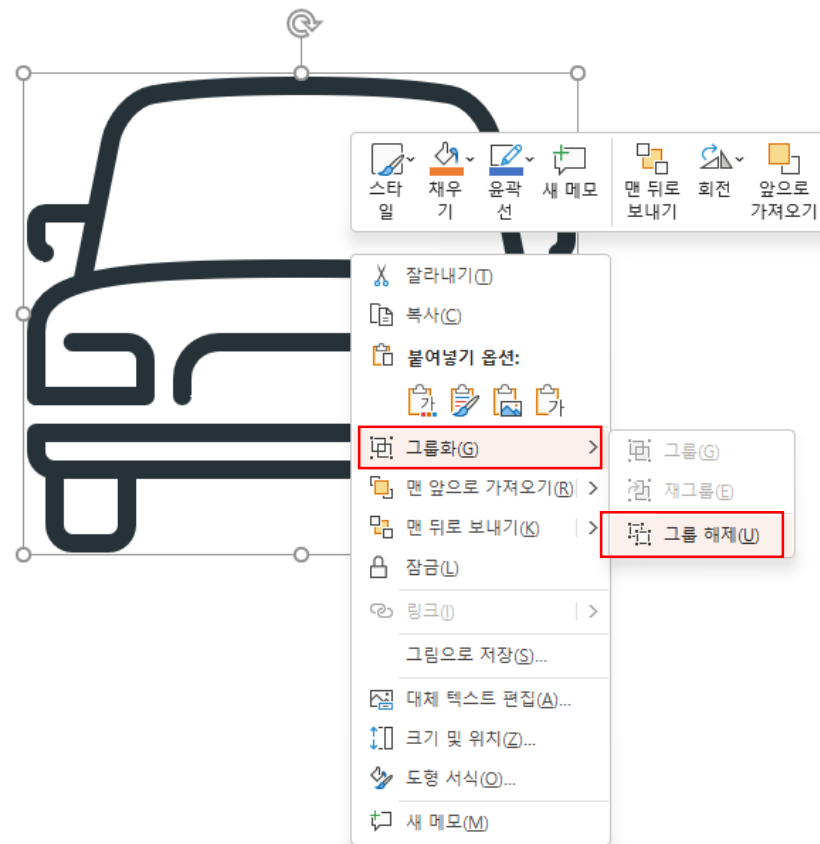 스타일
채우기
윤곽선
새 메모
맨 뒤로 보내기
회전
앞으로 가져오기
잘라내기(T)
복사(C)
붙여넣기 옵션:
가
가
그룹화(G)
그룹(G)
맨 앞으로 가져오기(R)
재그룹(E)
맨 뒤로 보내기(K)
그룹 해제(U)
잠금(L)
링크(I)
그림으로 저장(S)...
대체 텍스트 편집(A)...
크기 및 위치(Z)...
도형 서식(O)...
새 메모(M)